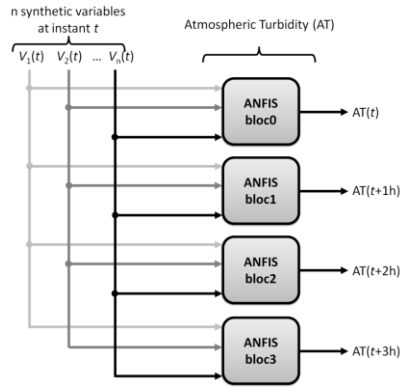 n synthetic variables
at instant t
Atmospheric Turbidity (AT)
V1(t) V2(t) ... Vn(t)
ANFIS
bloc0
AT(t)
ANFIS
bloc1
AT(t+1h)
ANFIS
bloc2
AT(t+2h)
ANFIS
bloc3
AT(t+3h)